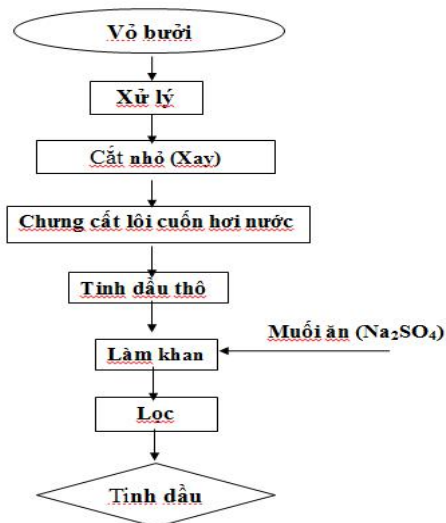 Vỏ bưởi
Xử lý
Cắt nhỏ (Xay)
Chưng cất lôi cuốn hơi nước
Tinh dầu thô
Muối ăn (Na₂SO₄)
Làm khan
Lọc
Tinh dầu